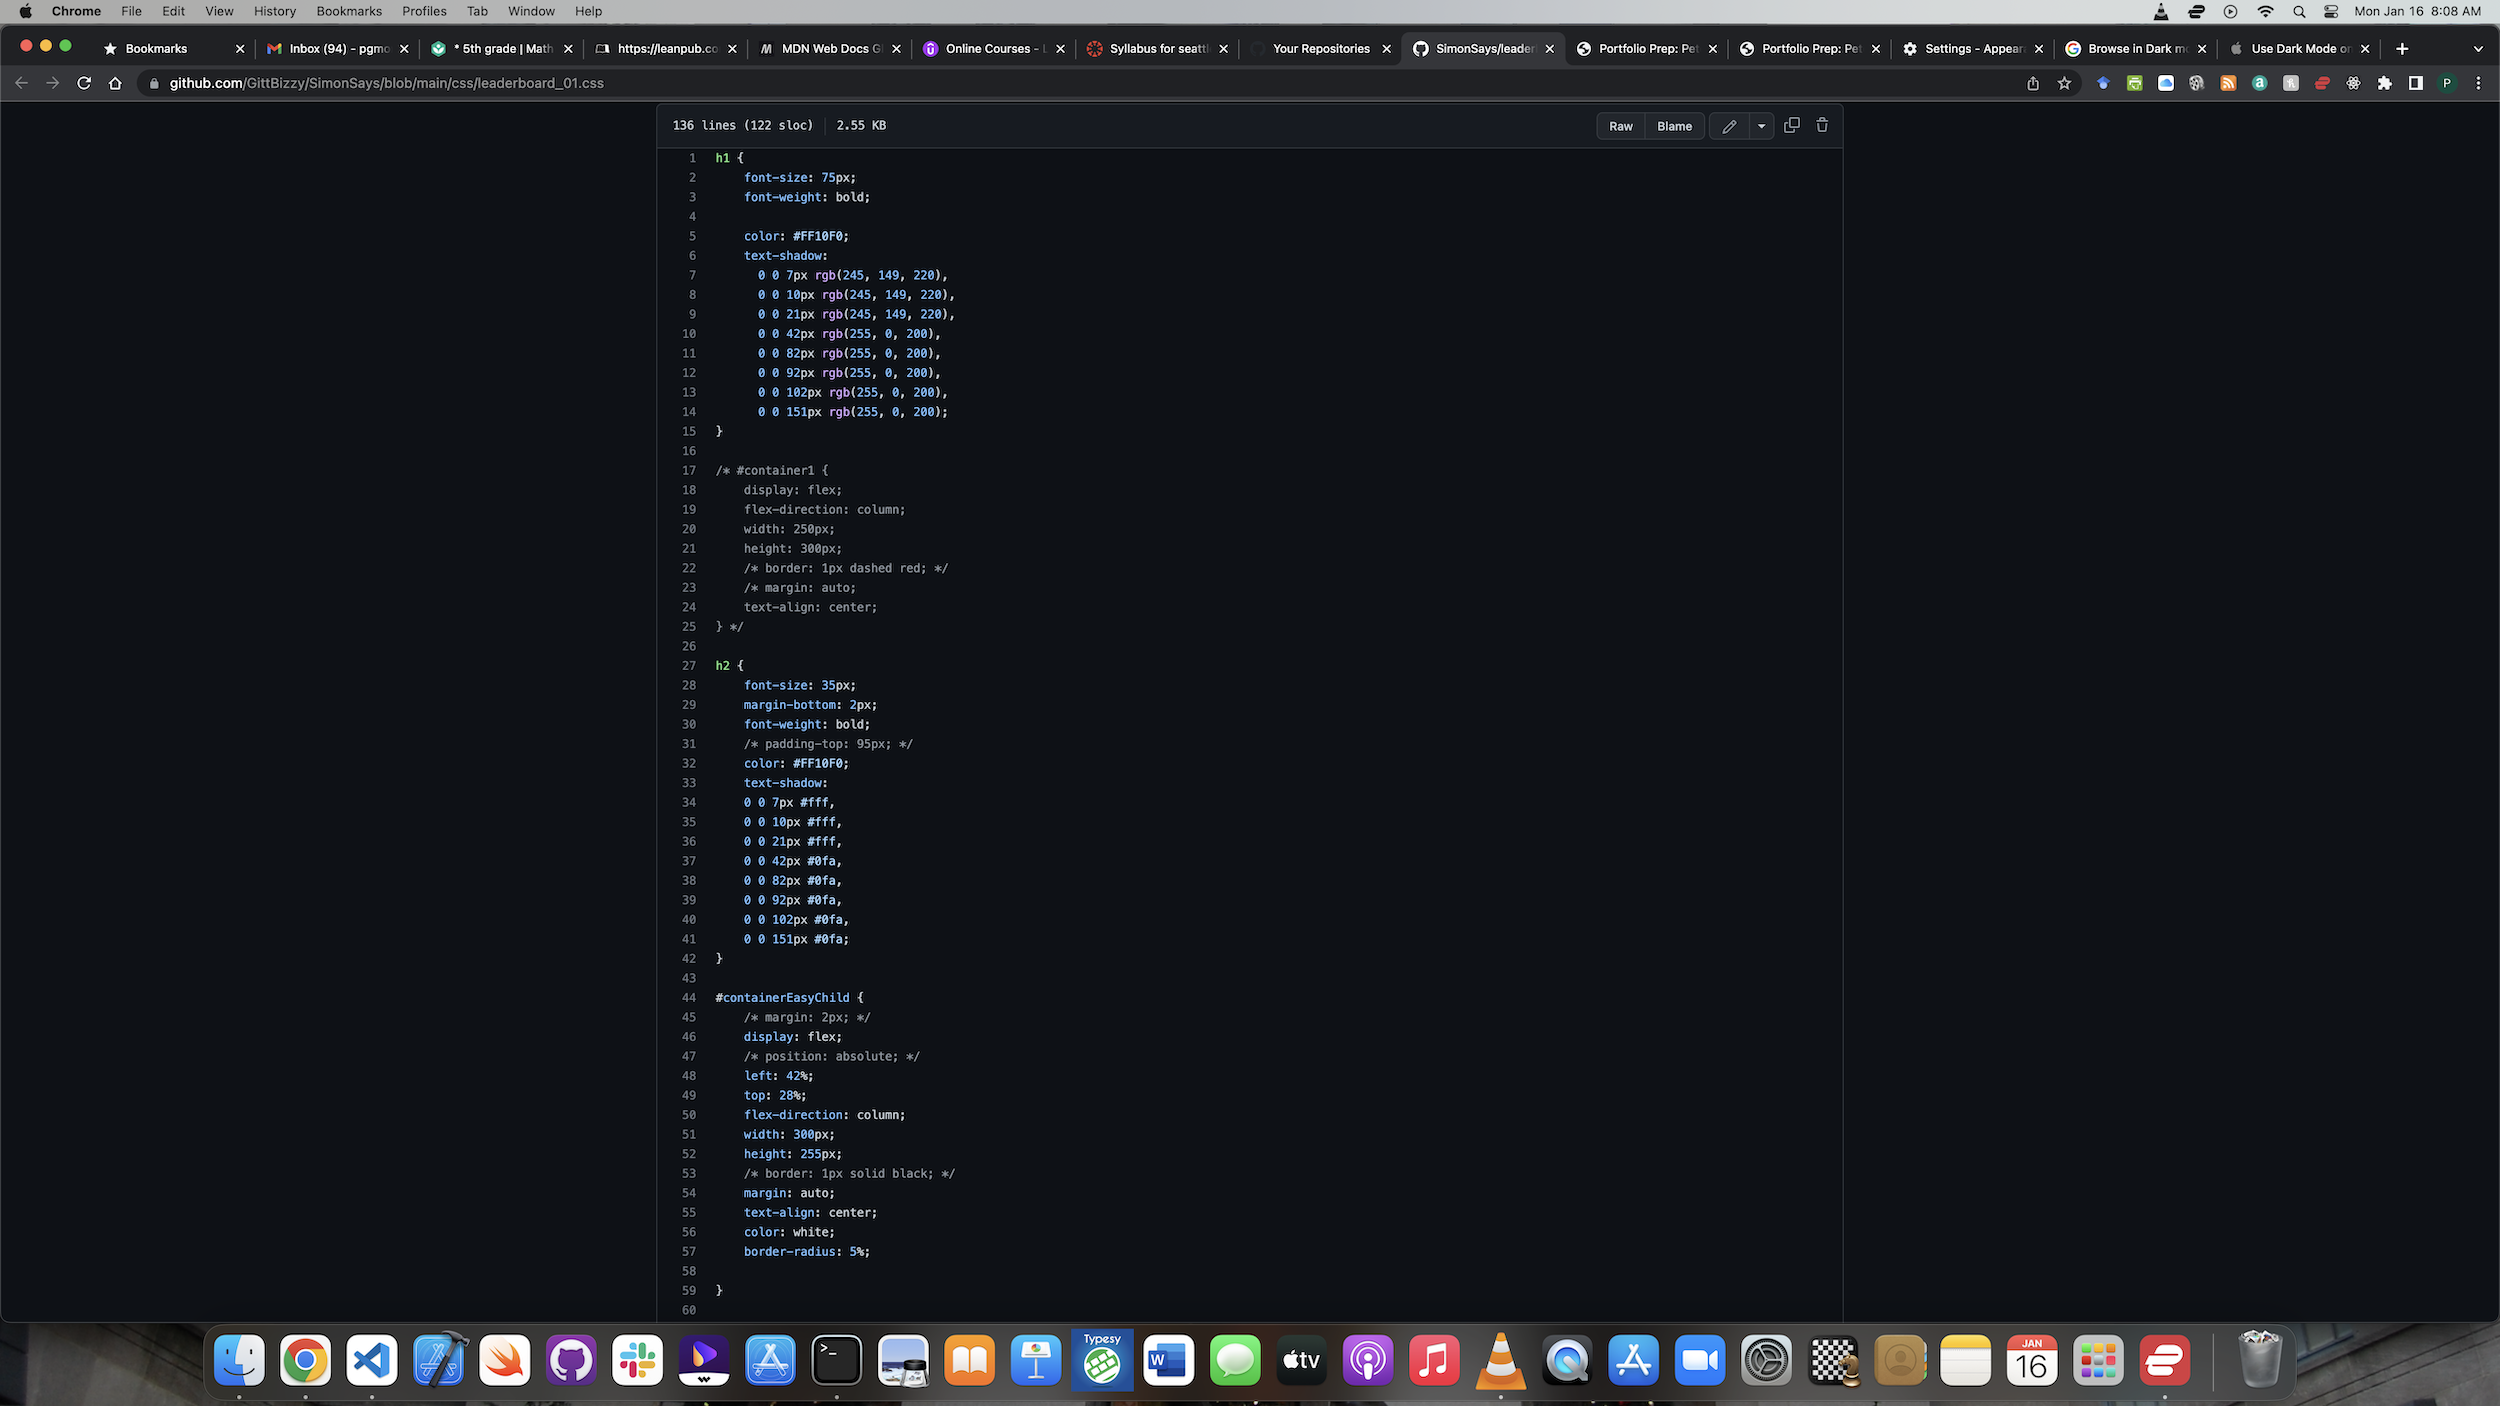 Chrome File Edit View History Bookmarks Profiles Tab Window Help Mon Jan 16 8:08 AM
Bookmarks Inbox (94) - pgmo * 5th grade | Math https://leanpub.co MDN Web Docs Gl Online Courses - L Syllabus for seattl Your Repositories SimonSays/leader Portfolio Prep: Pet Portfolio Prep: Pet Settings - Appear Browse in Dark mo Use Dark Mode on
github.com/GittBizzy/SimonSays/blob/main/css/leaderboard_01.css P
136 lines (122 sloc) 2.55 KB Raw Blame
1 h1 {
2 font-size: 75px;
3 font-weight: bold;
4
5 color: #FF10F0;
6 text-shadow:
7 0 0 7px rgb(245, 149, 220),
8 0 0 10px rgb(245, 149, 220),
9 0 0 21px rgb(245, 149, 220),
10 0 0 42px rgb(255, 0, 200),
11 0 0 82px rgb(255, 0, 200),
12 0 0 92px rgb(255, 0, 200),
13 0 0 102px rgb(255, 0, 200),
14 0 0 151px rgb(255, 0, 200);
15 }
16
17 /* #container1 {
18 display: flex;
19 flex-direction: column;
20 width: 250px;
21 height: 300px;
22 /* border: 1px dashed red; */
23 /* margin: auto;
24 text-align: center;
25 } */
26
27 h2 {
28 font-size: 35px;
29 margin-bottom: 2px;
30 font-weight: bold;
31 /* padding-top: 95px; */
32 color: #FF10F0;
33 text-shadow:
34 0 0 7px #fff,
35 0 0 10px #fff,
36 0 0 21px #fff,
37 0 0 42px #0fa,
38 0 0 82px #0fa,
39 0 0 92px #0fa,
40 0 0 102px #0fa,
41 0 0 151px #0fa;
42 }
43
44 #containerEasyChild {
45 /* margin: 2px; */
46 display: flex;
47 /* position: absolute; */
48 left: 42%;
49 top: 28%;
50 flex-direction: column;
51 width: 300px;
52 height: 255px;
53 /* border: 1px solid black; */
54 margin: auto;
55 text-align: center;
56 color: white;
57 border-radius: 5%;
58
59 }
60
Typesy
W
tv
JAN
16